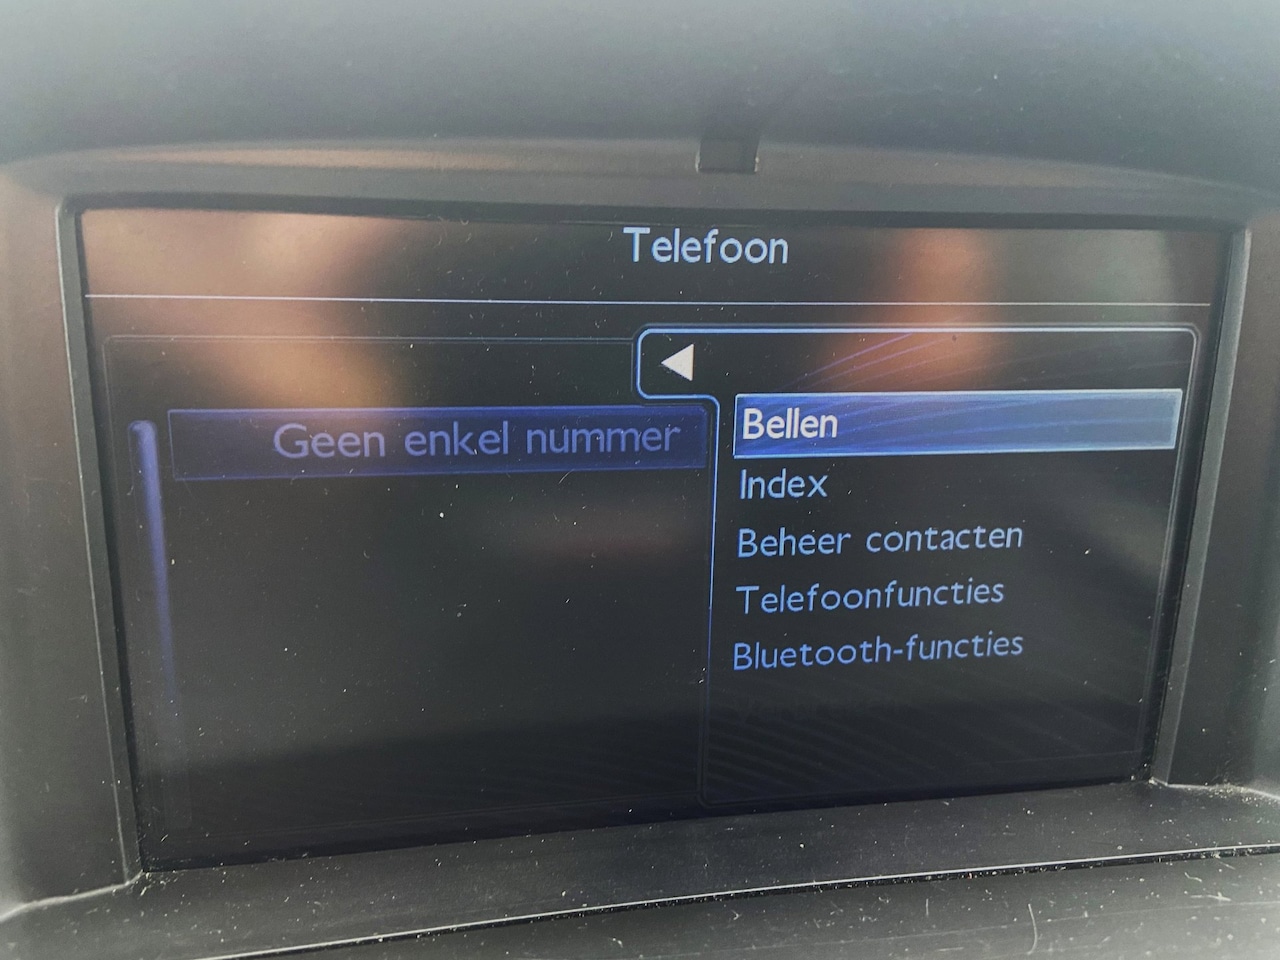 Telefoon
Geen enkel nummer
Bellen
Index
Beheer contacten
Telefoonfuncties
Bluetooth-functies